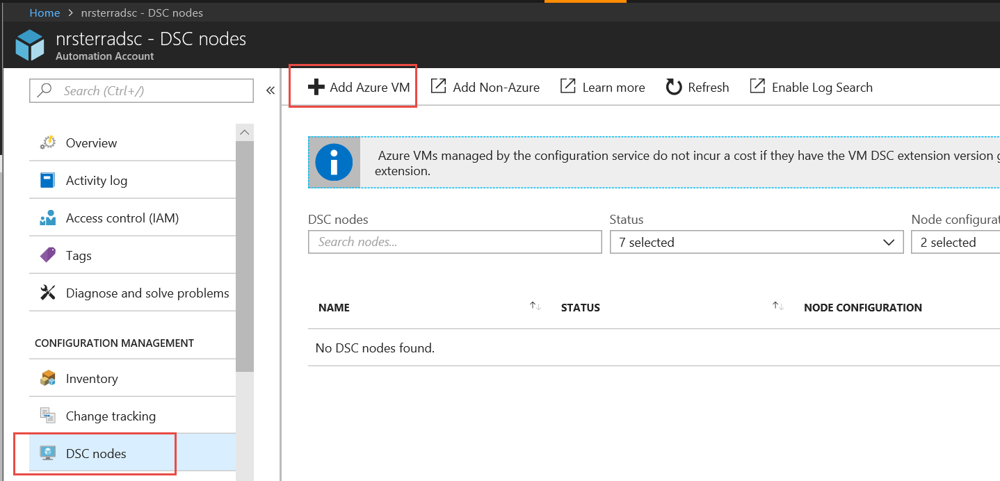 Home > nrsterradsc - DSC nodes
nrsterradsc - DSC nodes
Automation Account
Search (Ctrl+/)
«
Overview
Activity log
Access control (IAM)
Tags
Diagnose and solve problems
CONFIGURATION MANAGEMENT
Inventory
Change tracking
DSC nodes
Add Azure VM Add Non-Azure Learn more Refresh Enable Log Search
Azure VMs managed by the configuration service do not incur a cost if they have the VM DSC extension version
extension.
DSC nodes Status Node configurat
Search nodes... 7 selected 2 selected
NAME STATUS NODE CONFIGURATION
No DSC nodes found.